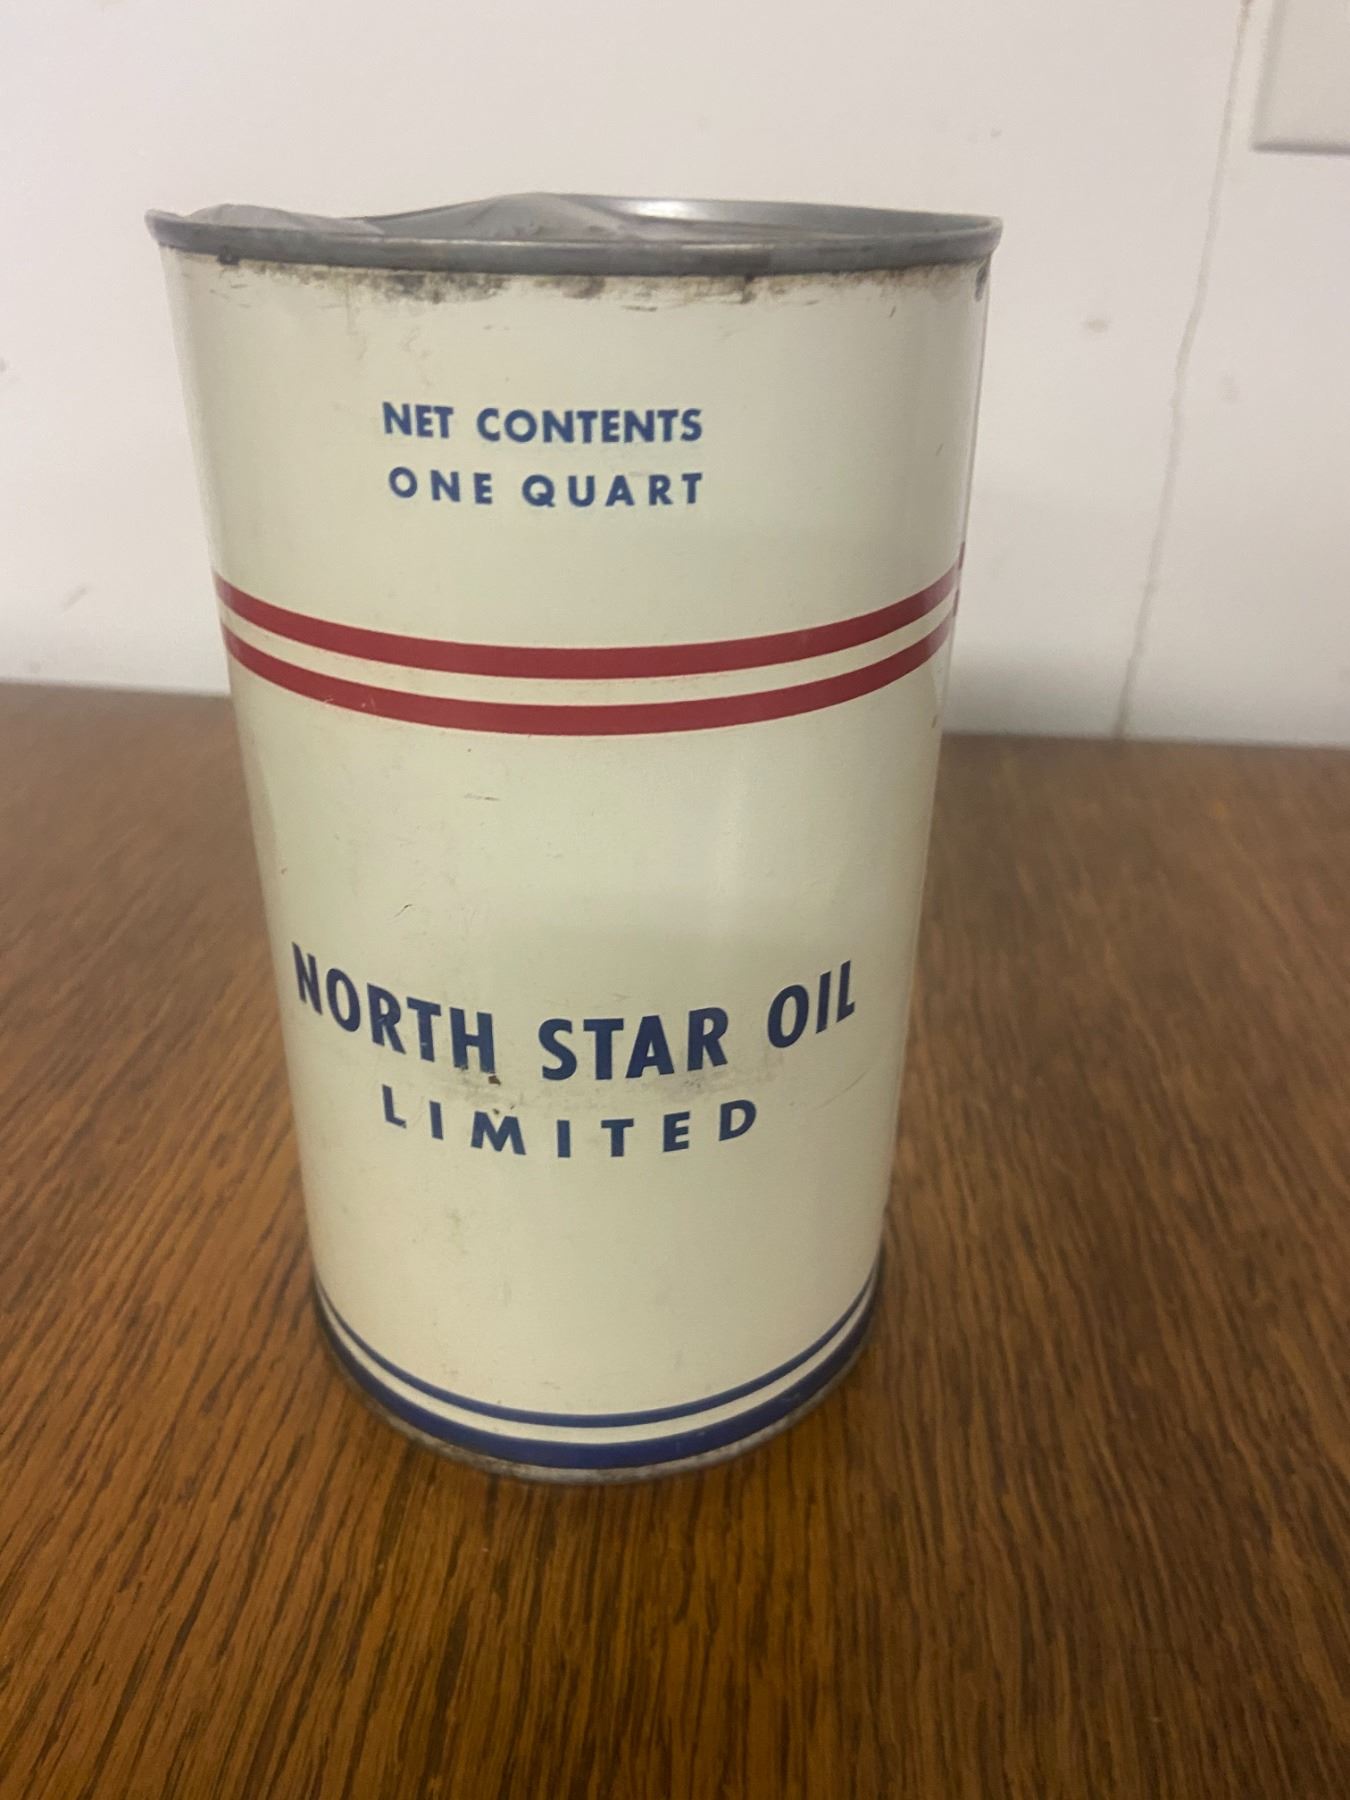 NET CONTENTS
ONE QUART
NORTH STAR OIL
LIMITED